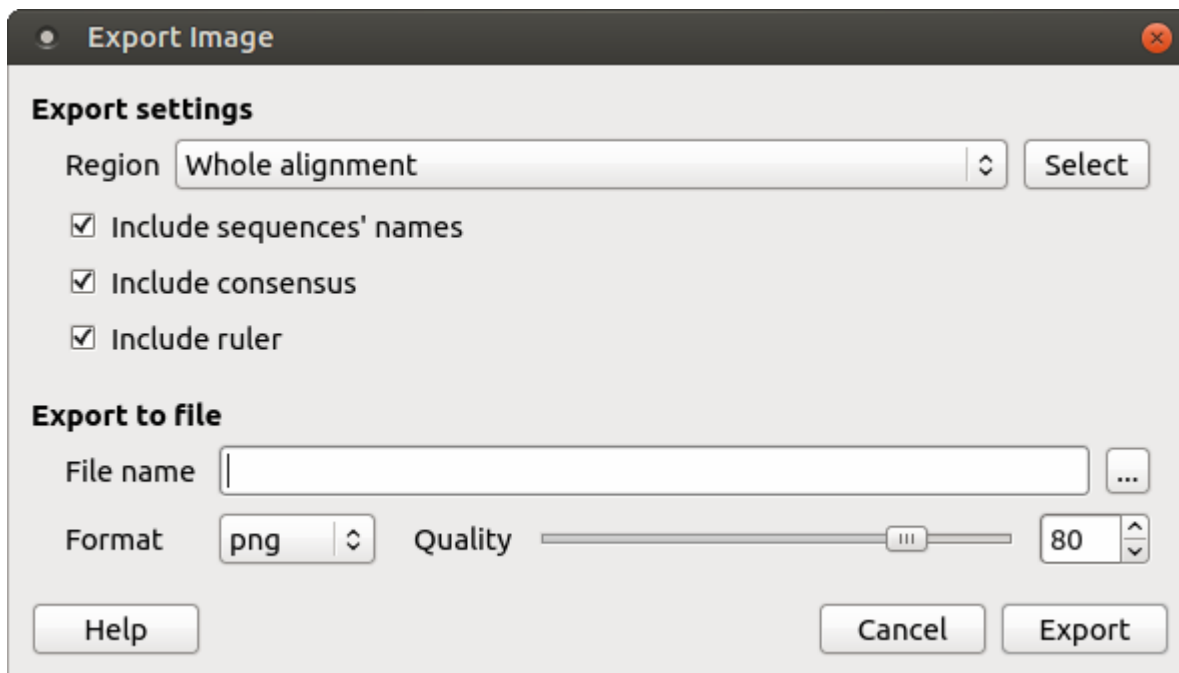 Export Image
Export settings
Region Whole alignment Select
Include sequences' names
Include consensus
Include ruler
Export to file
File name ...
Format png Quality 80
Help Cancel Export